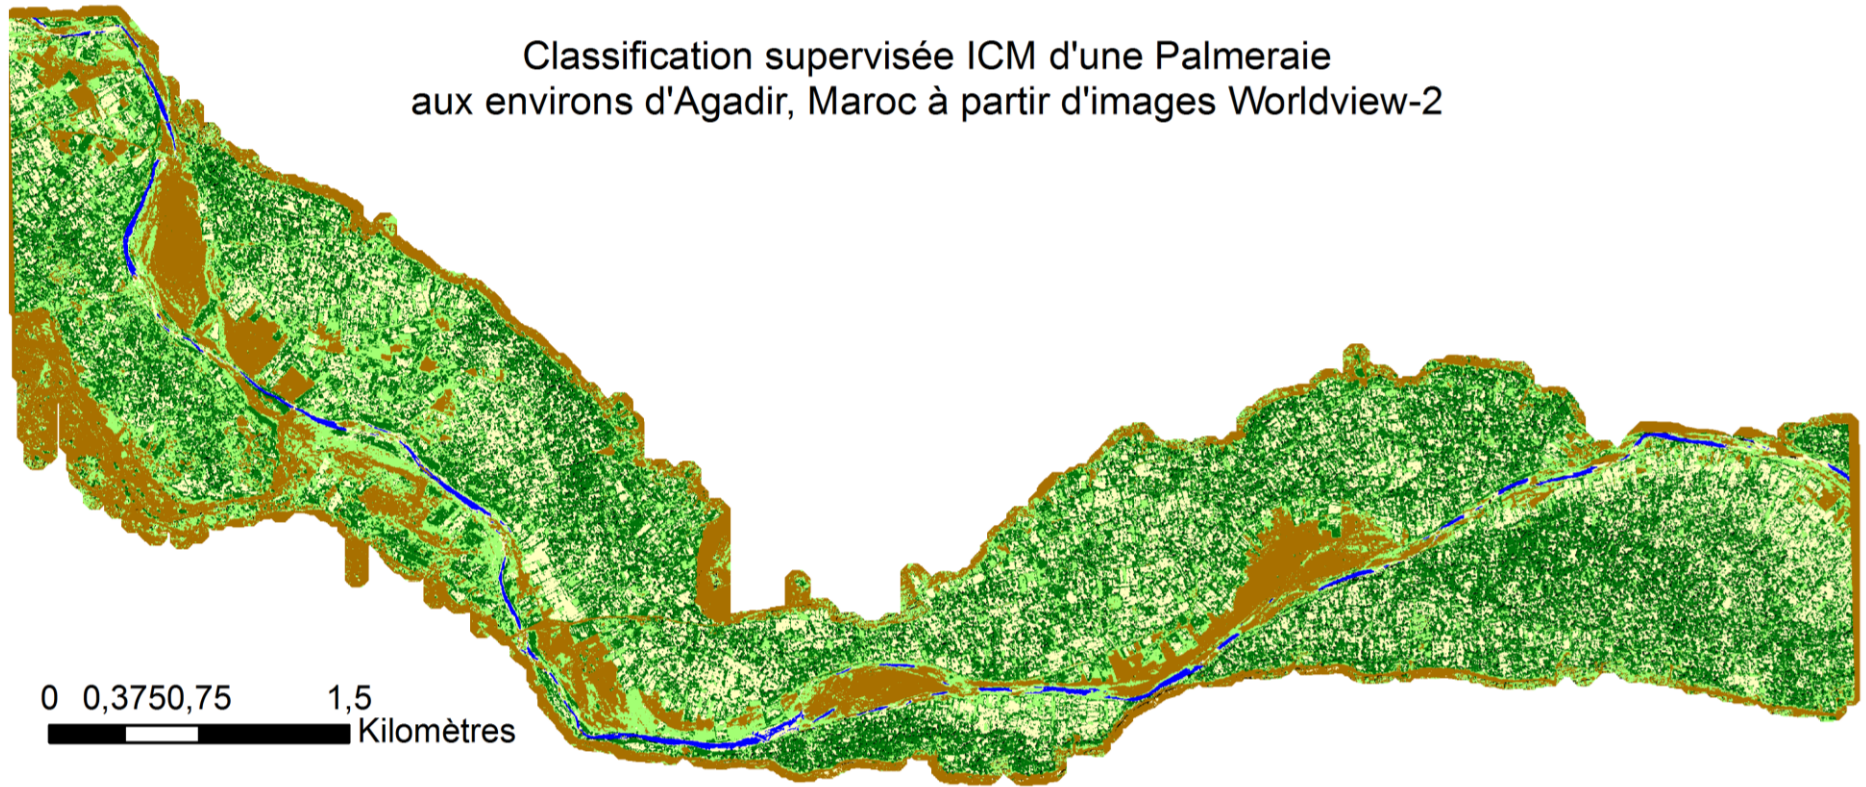 Classification supervisée ICM d'une Palmeraie
aux environs d'Agadir, Maroc à partir d'images Worldview-2
0 0,3750,75 1,5
Kilomètres